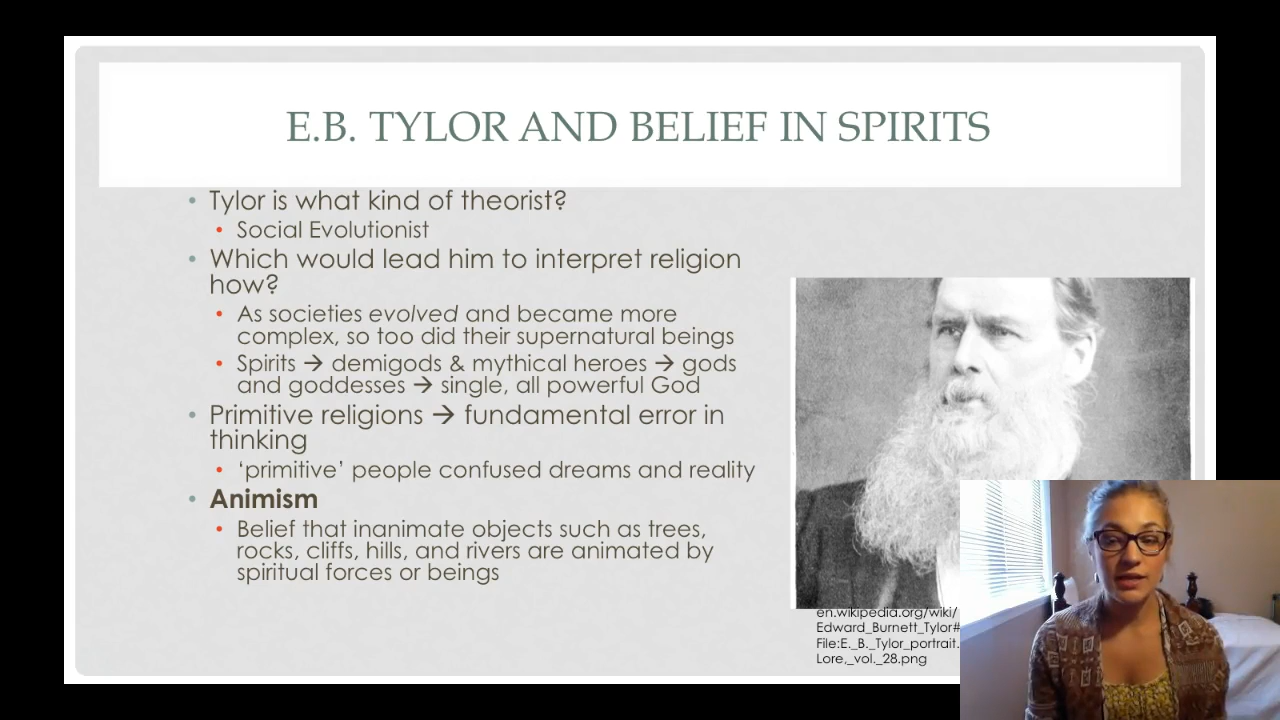 E.B. TYLOR AND BELIEF IN SPIRITS
• Tylor is what kind of theorist?
• Social Evolutionist
• Which would lead him to interpret religion
how?
• As societies evolved and became more
complex, so too did their supernatural beings
• Spirits → demigods & mythical heroes → gods
and goddesses → single, all powerful God
• Primitive religions → fundamental error in
thinking
• ‘primitive’ people confused dreams and reality
• Animism
• Belief that inanimate objects such as trees,
rocks, cliffs, hills, and rivers are animated by
spiritual forces or beings
en.wikipedia.org/wiki/
Edward_Burnett_Tylor#
File:E._B._Tylor_portrait.
Lore,_vol._28.png